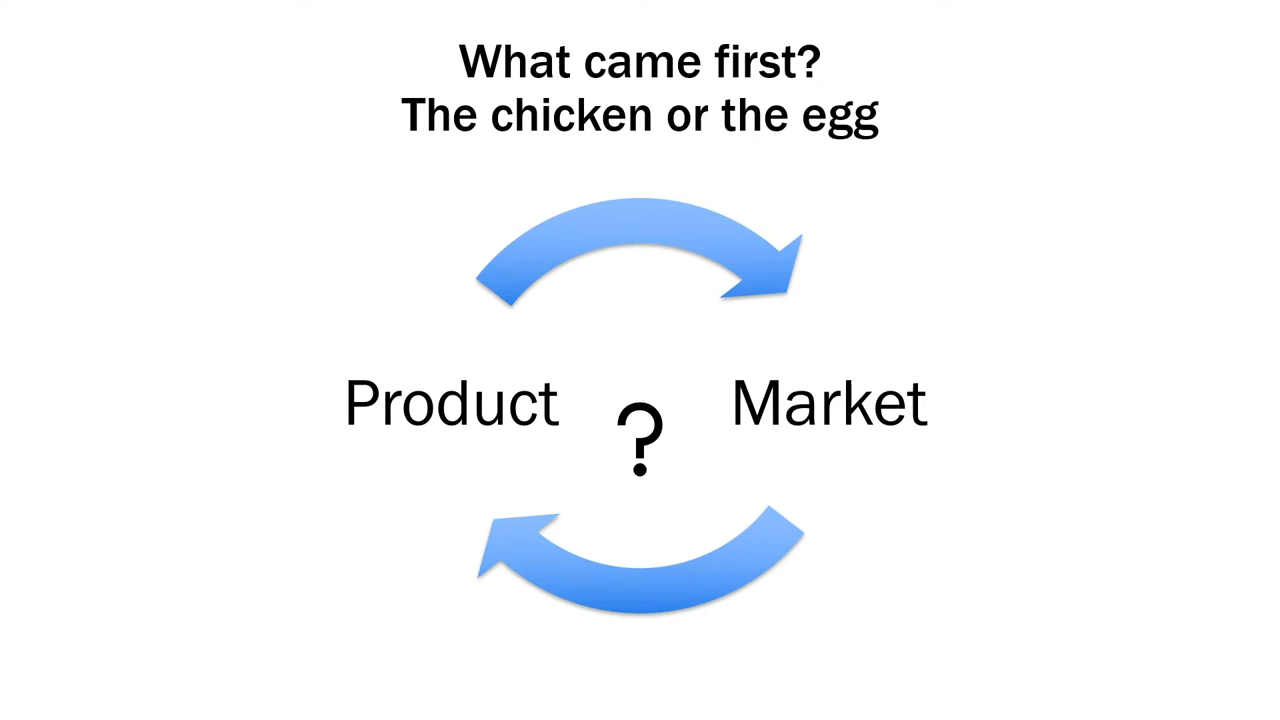 What came first?
The chicken or the egg
Product
?
Market